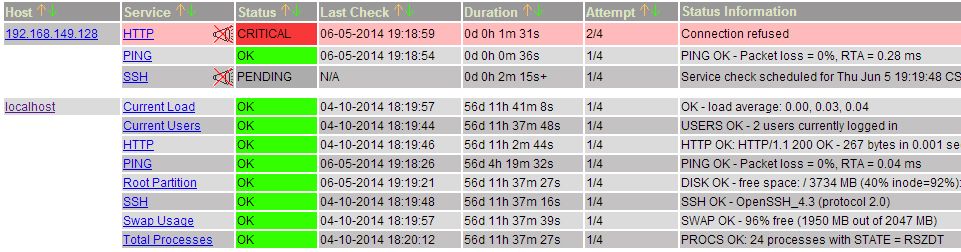 Host Service Status Last Check Duration Attempt Status Information
192.168.149.128 HTTP CRITICAL 06-05-2014 19:18:59 0d 0h 1m 31s 2/4 Connection refused
PING OK 06-05-2014 19:18:54 0d 0h 0m 36s 1/4 PING OK - Packet loss = 0%, RTA = 0.28 ms
SSH PENDING N/A 0d 0h 2m 15s+ 1/4 Service check scheduled for Thu Jun 5 19:19:48 CS
localhost Current Load OK 04-10-2014 18:19:57 56d 11h 41m 8s 1/4 OK - load average: 0.00, 0.03, 0.04
Current Users OK 04-10-2014 18:19:44 56d 11h 37m 48s 1/4 USERS OK - 2 users currently logged in
HTTP OK 04-10-2014 18:19:46 56d 11h 2m 44s 1/4 HTTP OK: HTTP/1.1 200 OK - 267 bytes in 0.001 sec
PING OK 06-05-2014 19:18:26 56d 4h 19m 32s 1/4 PING OK - Packet loss = 0%, RTA = 0.04 ms
Root Partition OK 06-05-2014 19:19:21 56d 11h 37m 27s 1/4 DISK OK - free space: / 3734 MB (40% inode=92%):
SSH OK 04-10-2014 18:19:48 56d 11h 37m 16s 1/4 SSH OK - OpenSSH_4.3 (protocol 2.0)
Swap Usage OK 04-10-2014 18:19:57 56d 11h 37m 39s 1/4 SWAP OK - 96% free (1950 MB out of 2047 MB)
Total Processes OK 04-10-2014 18:20:12 56d 11h 37m 27s 1/4 PROCS OK: 24 processes with STATE = RSZDT